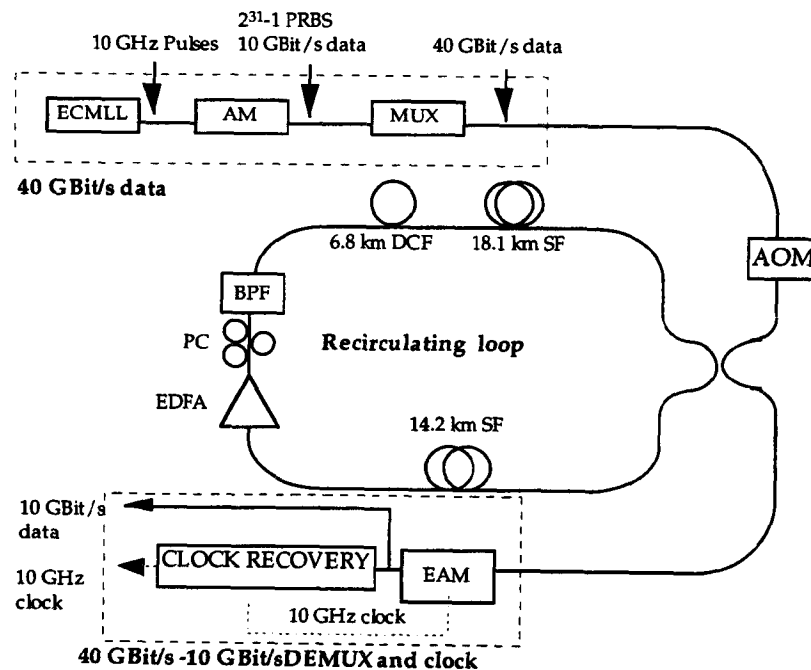 2³¹-1 PRBS
10 GHz Pulses
10 GBit/s data
40 GBit/s data
ECMLL
AM
MUX
40 GBit/s data
6.8 km DCF
18.1 km SF
AOM
BPF
PC
Recirculating loop
EDFA
14.2 km SF
10 GBit/s
data
CLOCK RECOVERY
EAM
10 GHz
clock
10 GHz clock
40 GBit/s -10 GBit/sDEMUX and clock